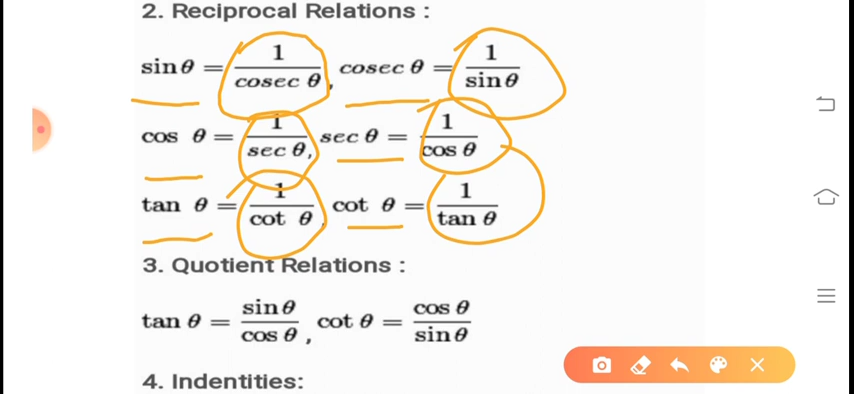 2. Reciprocal Relations :
sinθ = 1/cosec θ, cosec θ = 1/sinθ
cos θ = 1/sec θ, sec θ = 1/cos θ
tan θ = 1/cot θ, cot θ = 1/tan θ
3. Quotient Relations :
tan θ = sinθ/cos θ, cot θ = cos θ/sinθ
4. Indentities: